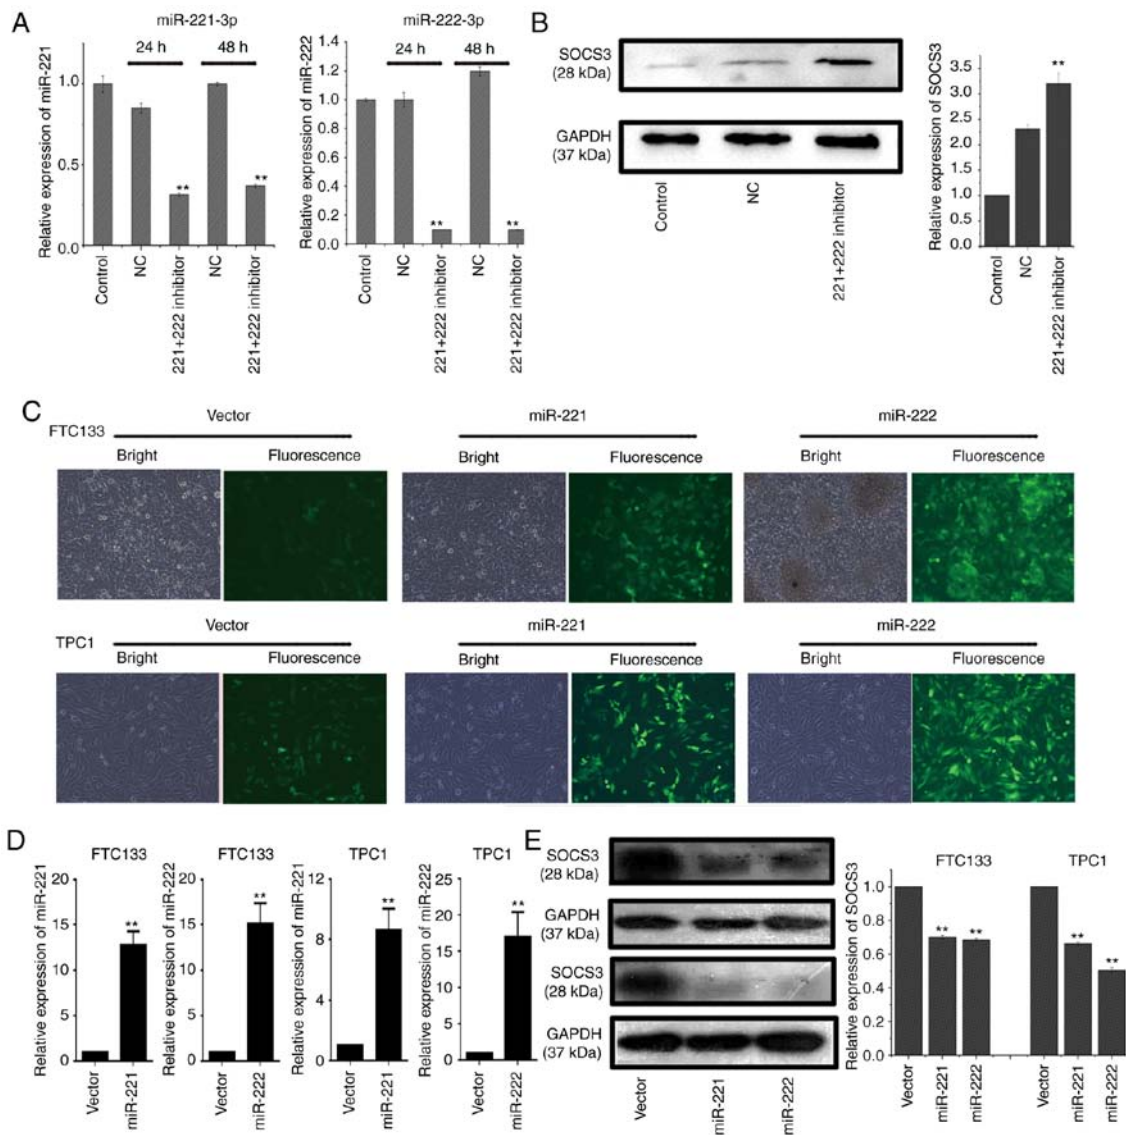 A
miR-221-3p
24 h
48 h
Relative expression of miR-221
1.0
0.5
0.0
**
**
Control
NC
221+222 inhibitor
NC
221+222 inhibitor
miR-222-3p
24 h
48 h
Relative expression of miR-222
1.4
1.2
1.0
0.8
0.6
0.4
0.2
0.0
**
**
Control
NC
221+222 inhibitor
NC
221+222 inhibitor
B
SOCS3
(28 kDa)
GAPDH
(37 kDa)
Control
NC
221+222 inhibitor
Relative expression of SOCS3
3.5
3.0
2.5
2.0
1.5
1.0
0.5
0.0
**
Control
NC
221+222 inhibitor
C
FTC133
Vector
miR-221
miR-222
Bright
Fluorescence
Bright
Fluorescence
Bright
Fluorescence
TPC1
Vector
miR-221
miR-222
Bright
Fluorescence
Bright
Fluorescence
Bright
Fluorescence
D
FTC133
Relative expression of miR-221
20
15
10
5
0
**
Vector
miR-221
FTC133
Relative expression of miR-222
20
15
10
5
0
**
Vector
miR-222
TPC1
Relative expression of miR-221
12
8
4
0
**
Vector
miR-221
TPC1
Relative expression of miR-222
25
20
15
10
5
0
**
Vector
miR-222
E
SOCS3
(28 kDa)
GAPDH
(37 kDa)
SOCS3
(28 kDa)
GAPDH
(37 kDa)
Vector
miR-221
miR-222
FTC133
TPC1
Relative expression of SOCS3
1.0
0.8
0.6
0.4
0.2
0.0
**
**
**
**
Vector
miR-221
miR-222
Vector
miR-221
miR-222